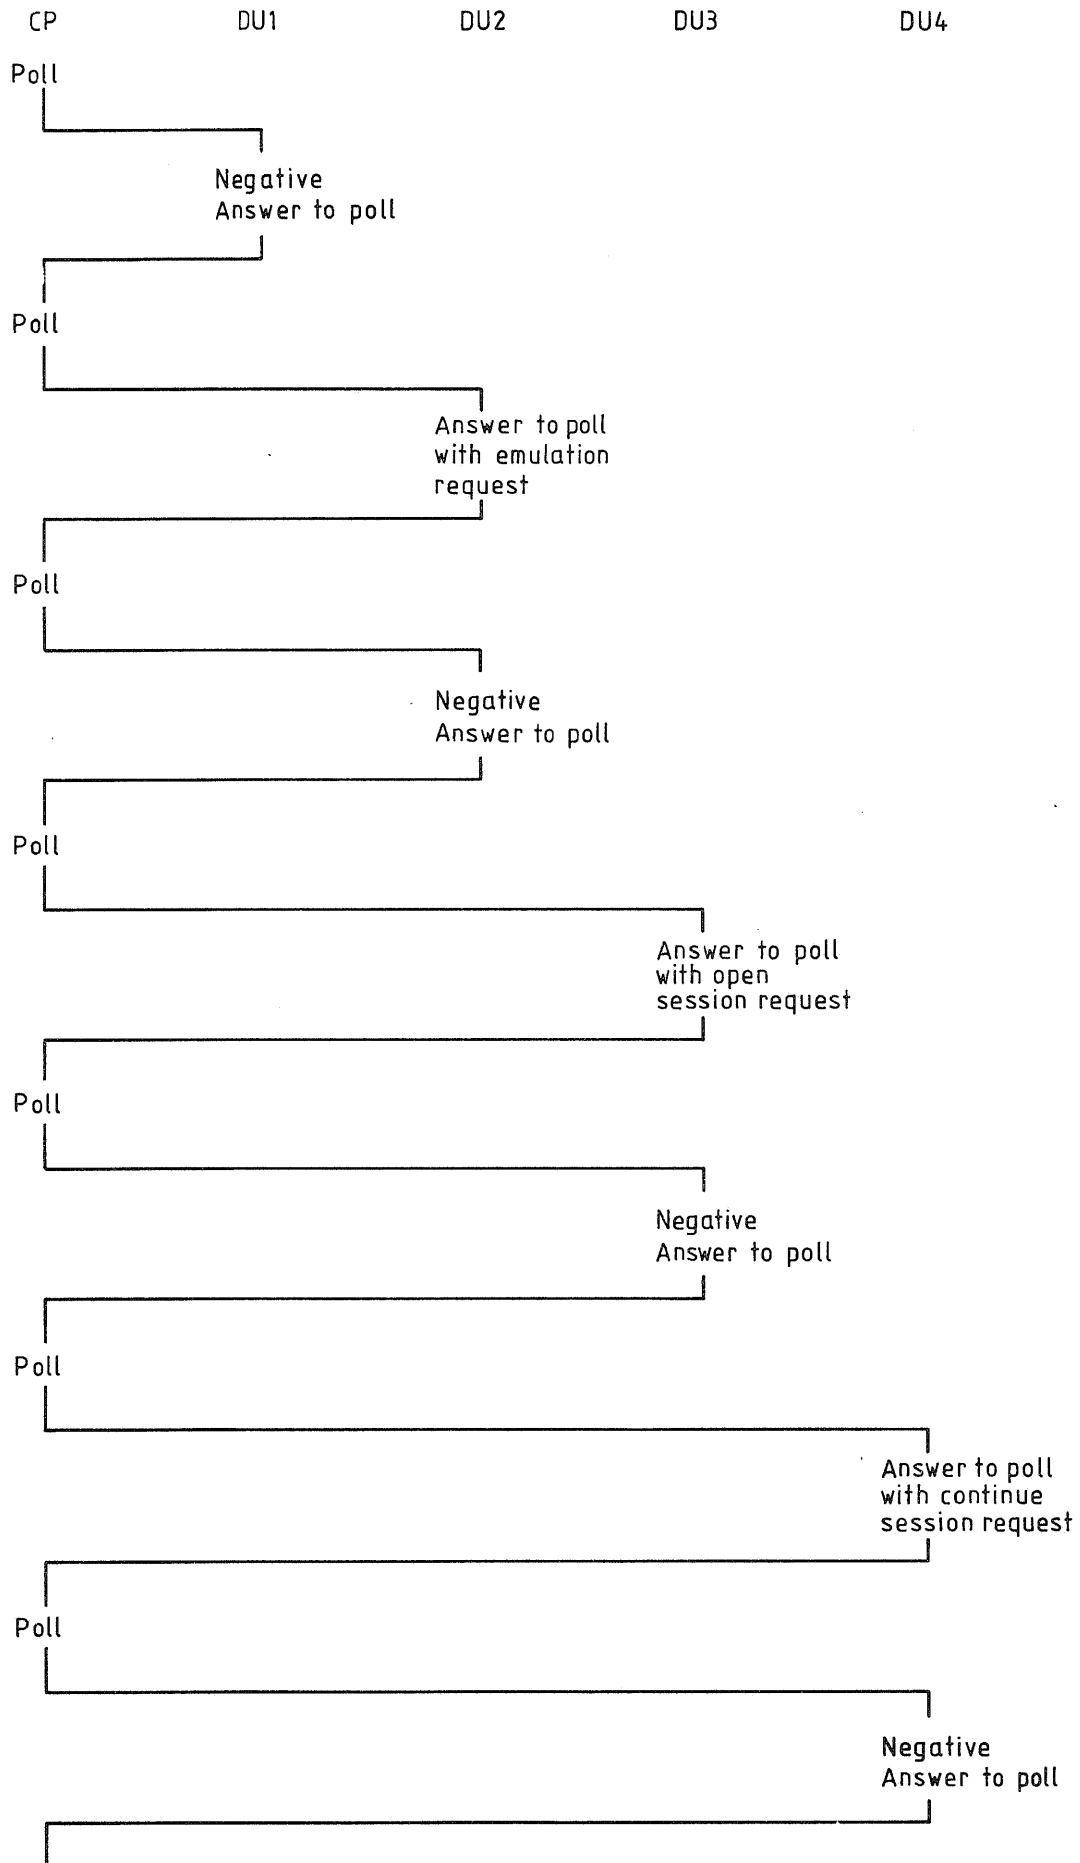 CP DU1 DU2 DU3 DU4
Poll
Negative
Answer to poll
Poll
Answer to poll
with emulation
request
Poll
Negative
Answer to poll
Poll
Answer to poll
with open
session request
Poll
Negative
Answer to poll
Poll
Answer to poll
with continue
session request
Poll
Negative
Answer to poll